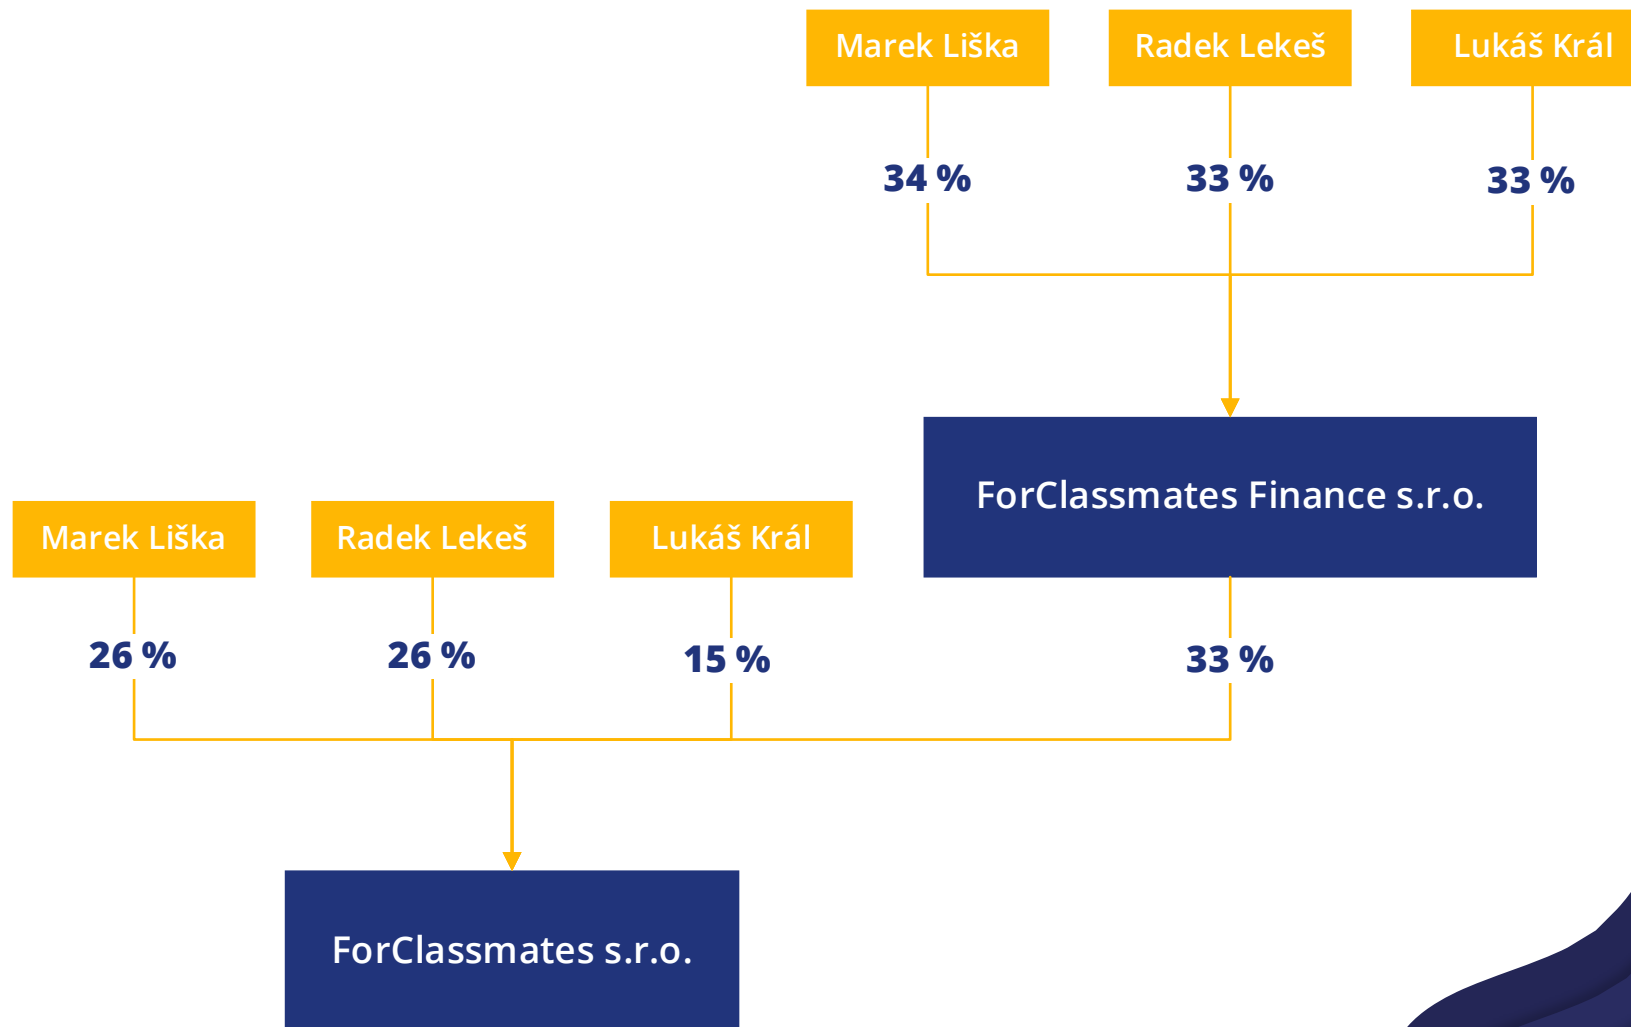 Marek Liška
Radek Lekeš
Lukáš Král
34 %
33 %
33 %
ForClassmates Finance s.r.o.
Marek Liška
Radek Lekeš
Lukáš Král
26 %
26 %
15 %
33 %
ForClassmates s.r.o.